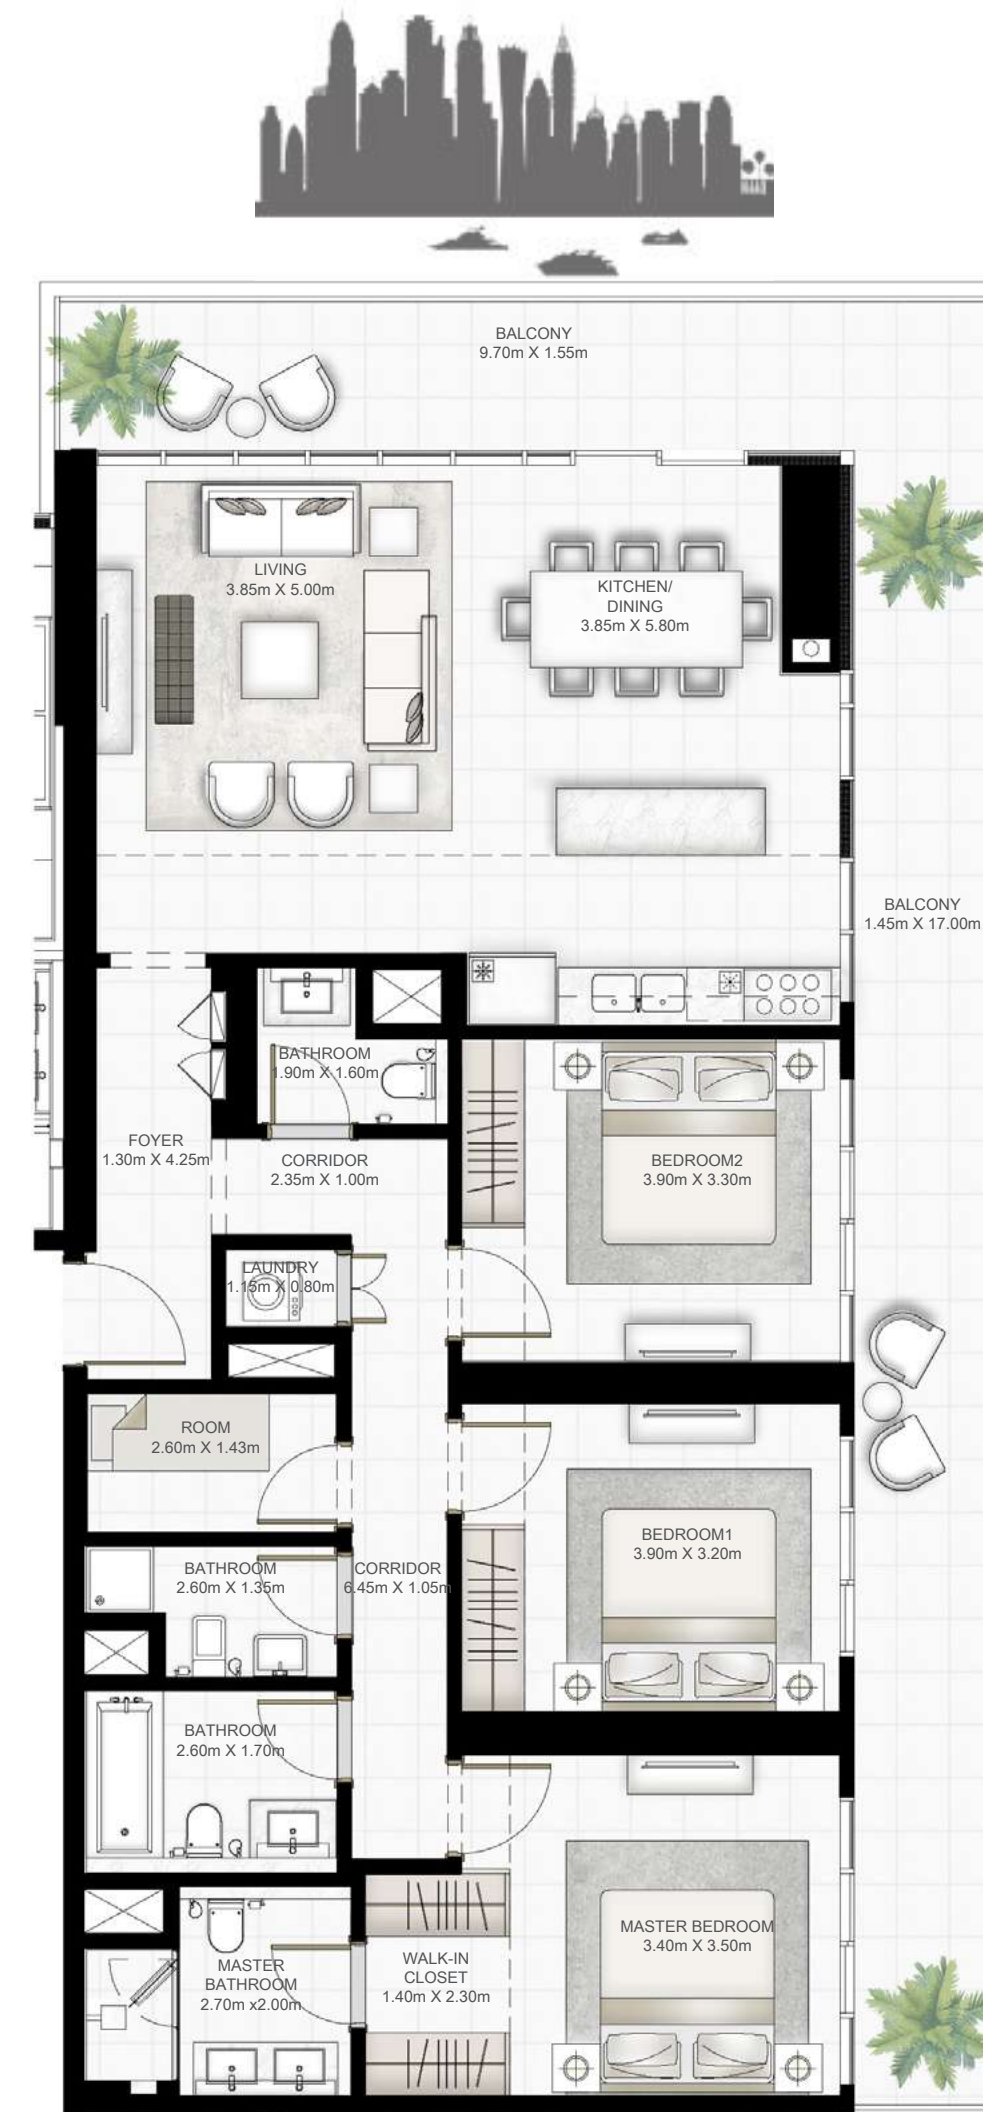 BALCONY
9.70m X 1.55m
LIVING
3.85m X 5.00m
KITCHEN/
DINING
3.85m X 5.80m
BALCONY
1.45m X 17.00m
BATHROOM
1.90m X 1.60m
FOYER
1.30m X 4.25m
CORRIDOR
2.35m X 1.00m
BEDROOM2
3.90m X 3.30m
LAUNDRY
1.15m X 0.80m
ROOM
2.60m X 1.43m
BEDROOM1
3.90m X 3.20m
BATHROOM
2.60m X 1.35m
CORRIDOR
6.45m X 1.05m
BATHROOM
2.60m X 1.70m
MASTER BEDROOM
3.40m X 3.50m
WALK-IN
CLOSET
1.40m X 2.30m
MASTER
BATHROOM
2.70m x2.00m